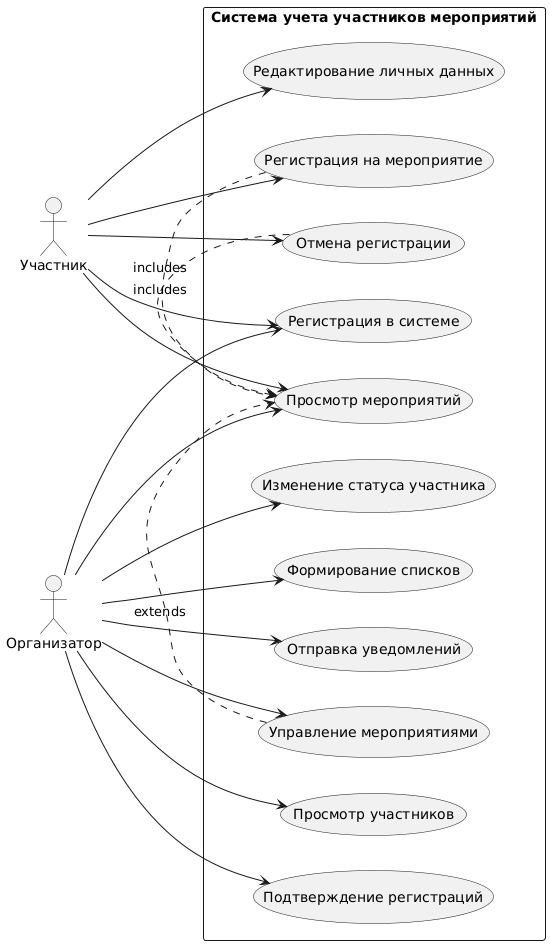 Система учета участников мероприятий
Редактирование личных данных
Регистрация на мероприятие
Отмена регистрации
Участник
includes
includes
Регистрация в системе
Просмотр мероприятий
Изменение статуса участника
Формирование списков
extends
Организатор
Отправка уведомлений
Управление мероприятиями
Просмотр участников
Подтверждение регистраций